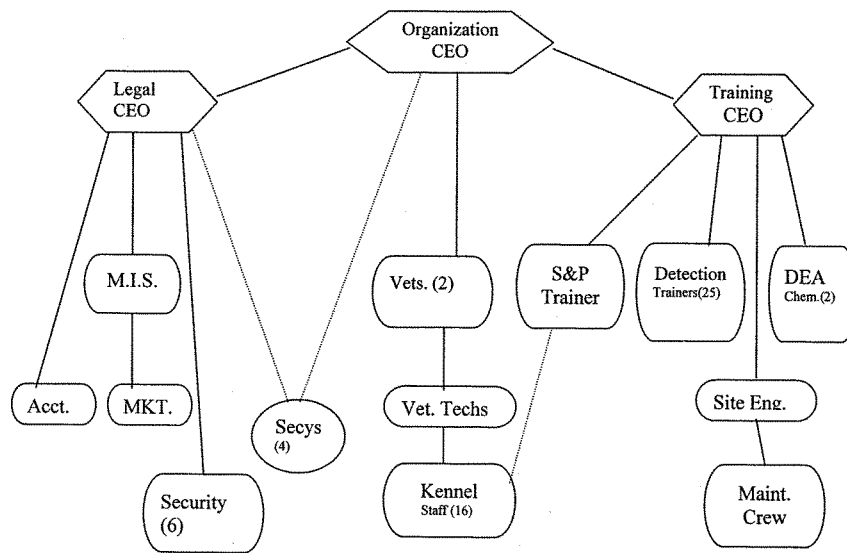 Organization
CEO
Legal
CEO
Training
CEO
M.I.S.
Vets. (2)
S&P
Trainer
Detection
Trainers(25)
DEA
Chem.(2)
Acct.
MKT.
Secys
(4)
Vet. Techs
Site Eng.
Security
(6)
Kennel
Staff (16)
Maint.
Crew